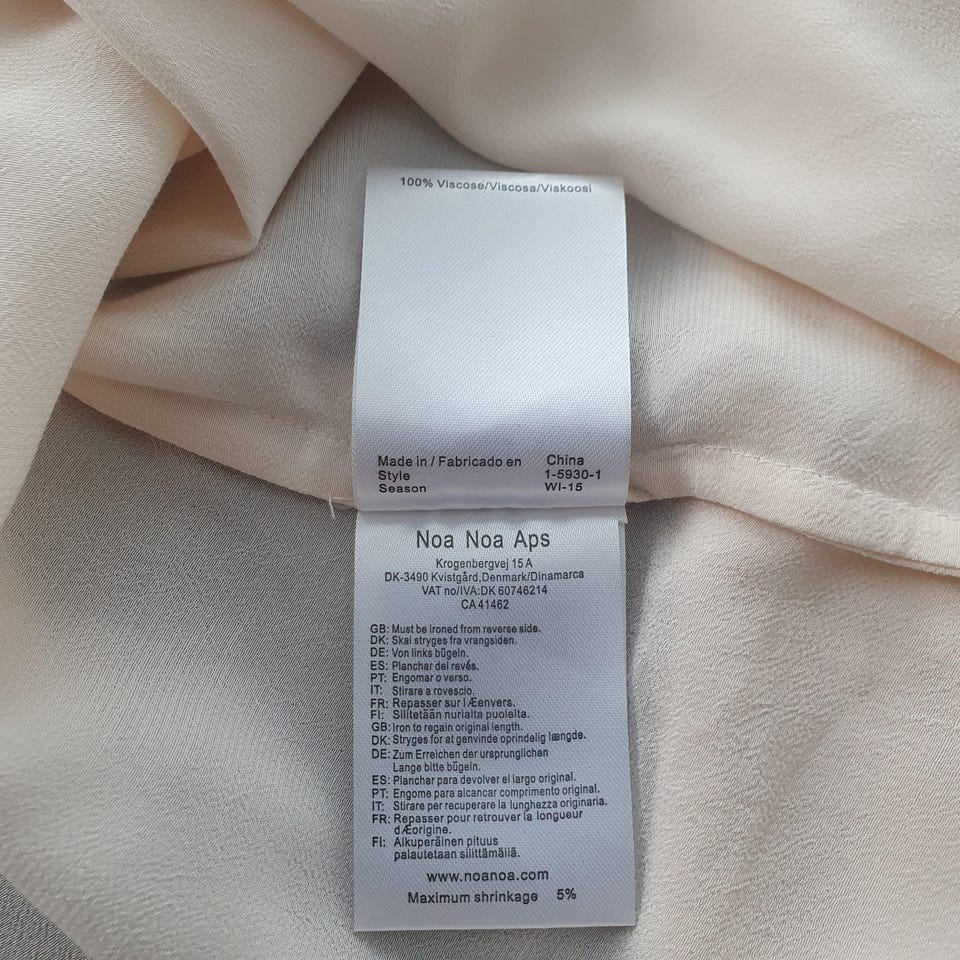 100% Viscose/Viscosa/Viskoosi
Made in / Fabricado en China
Style 1-5930-1
Season WI-15
Noa Noa Aps
Krogenbergvej 15 A
DK-3490 Kvistgård,Denmark/Dinamarca
VAT no/IVA:DK 60746214
CA 41462
GB: Must be ironed from reverse side.
DK: Skal stryges fra vrangsiden.
DE: Von links bügeln.
ES: Planchar del revés.
PT: Engomar o verso.
IT: Stirare a rovescio.
FR: Repasser sur l Æenvers.
FI: Silitetään nurialta puolelta.
GB: Iron to regain original length.
DK: Stryges for at genvinde oprindelig længde.
DE: Zum Erreichen der ursprunglichen
Lange bitte bügeln.
ES: Planchar para devolver el largo original.
PT: Engome para alcancar comprimento original.
IT: Stirare per recuperare la lunghezza originaria.
FR: Repasser pour retrouver la longueur
dÆorigine.
FI: Alkuperäinen pituus
palautetaan silittämällä.
www.noanoa.com
Maximum shrinkage 5%